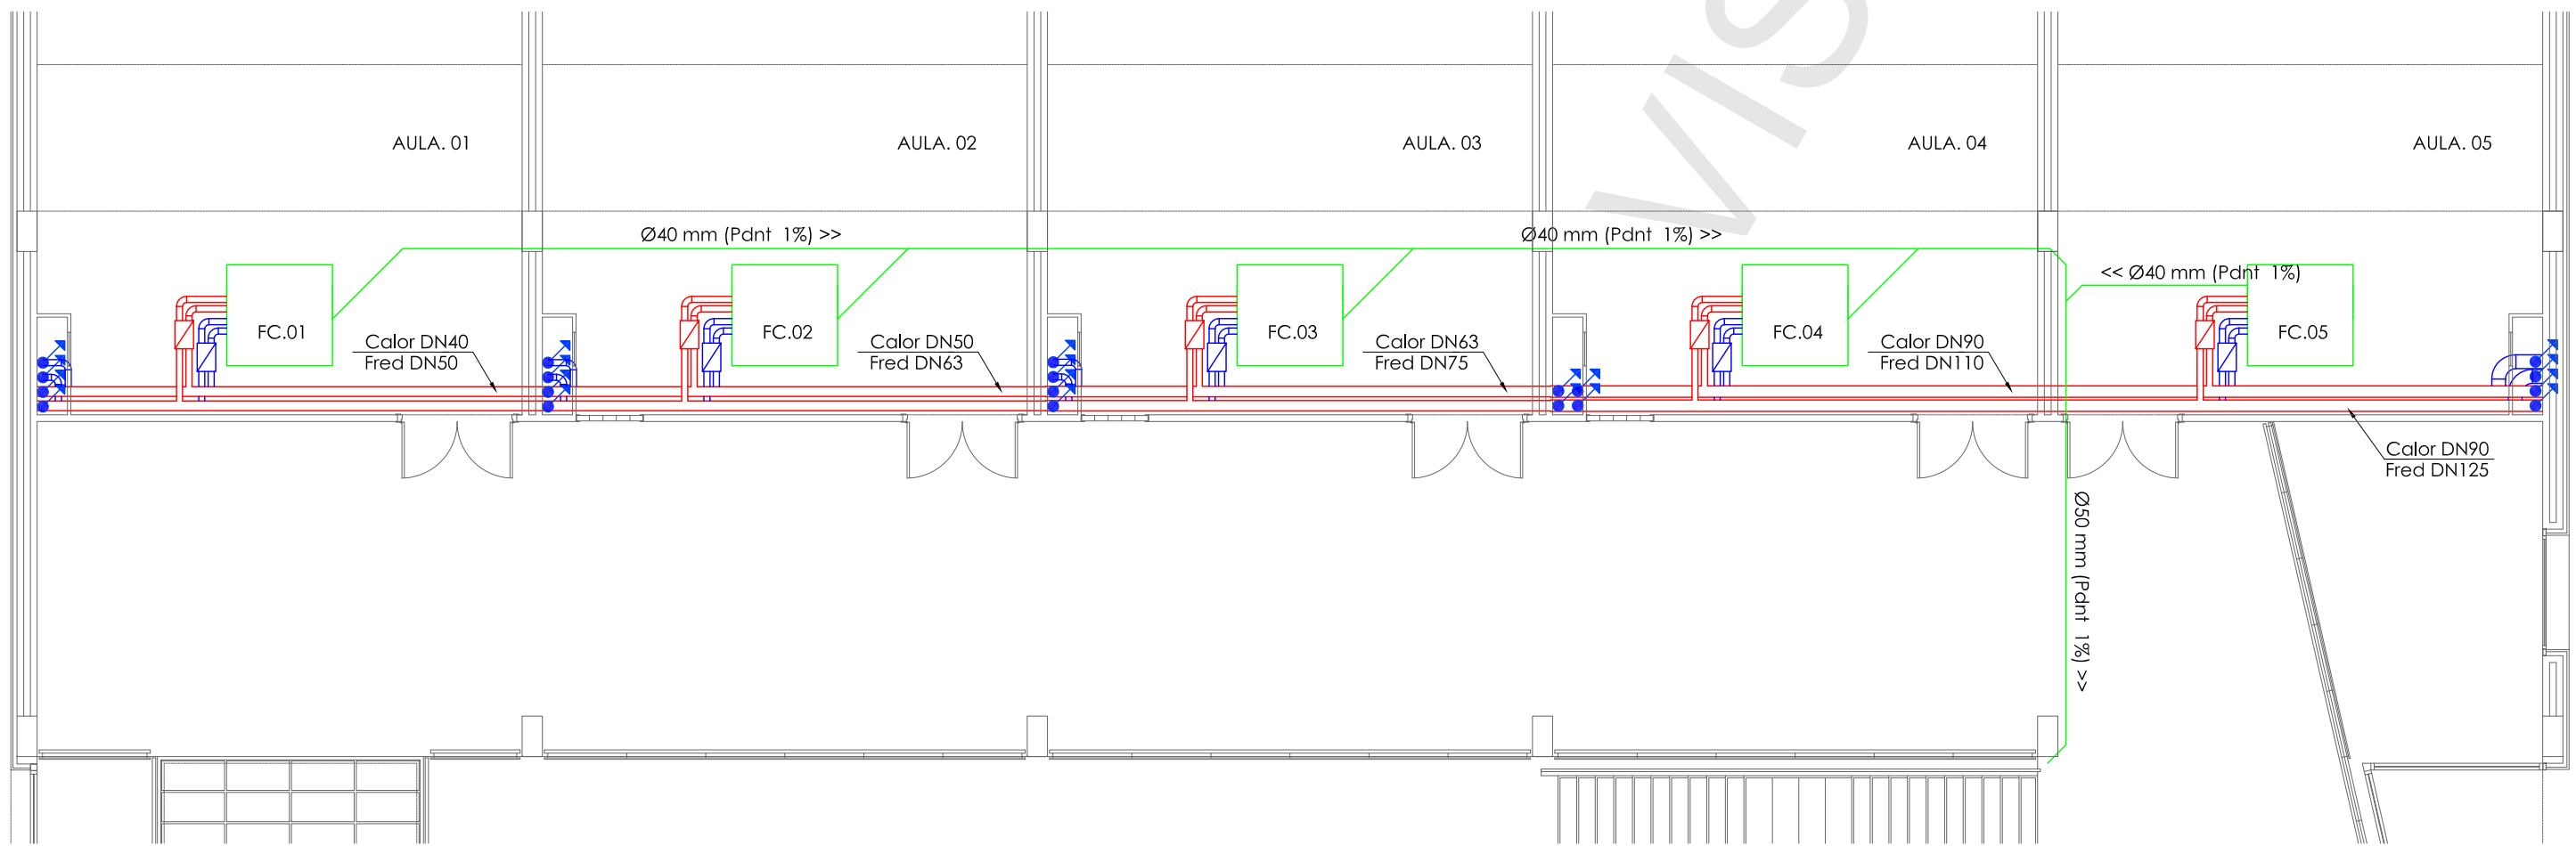 VIS
AULA. 01
AULA. 02
AULA. 03
AULA. 04
AULA. 05
Ø40 mm (Pdnt 1%) >>
Ø40 mm (Pdnt 1%) >>
<< Ø40 mm (Pdnt 1%)
FC.01
Calor DN40
Fred DN50
FC.02
Calor DN50
Fred DN63
FC.03
Calor DN63
Fred DN75
FC.04
Calor DN90
Fred DN110
FC.05
Calor DN90
Fred DN125
Ø50 mm (Pdnt 1%) >>